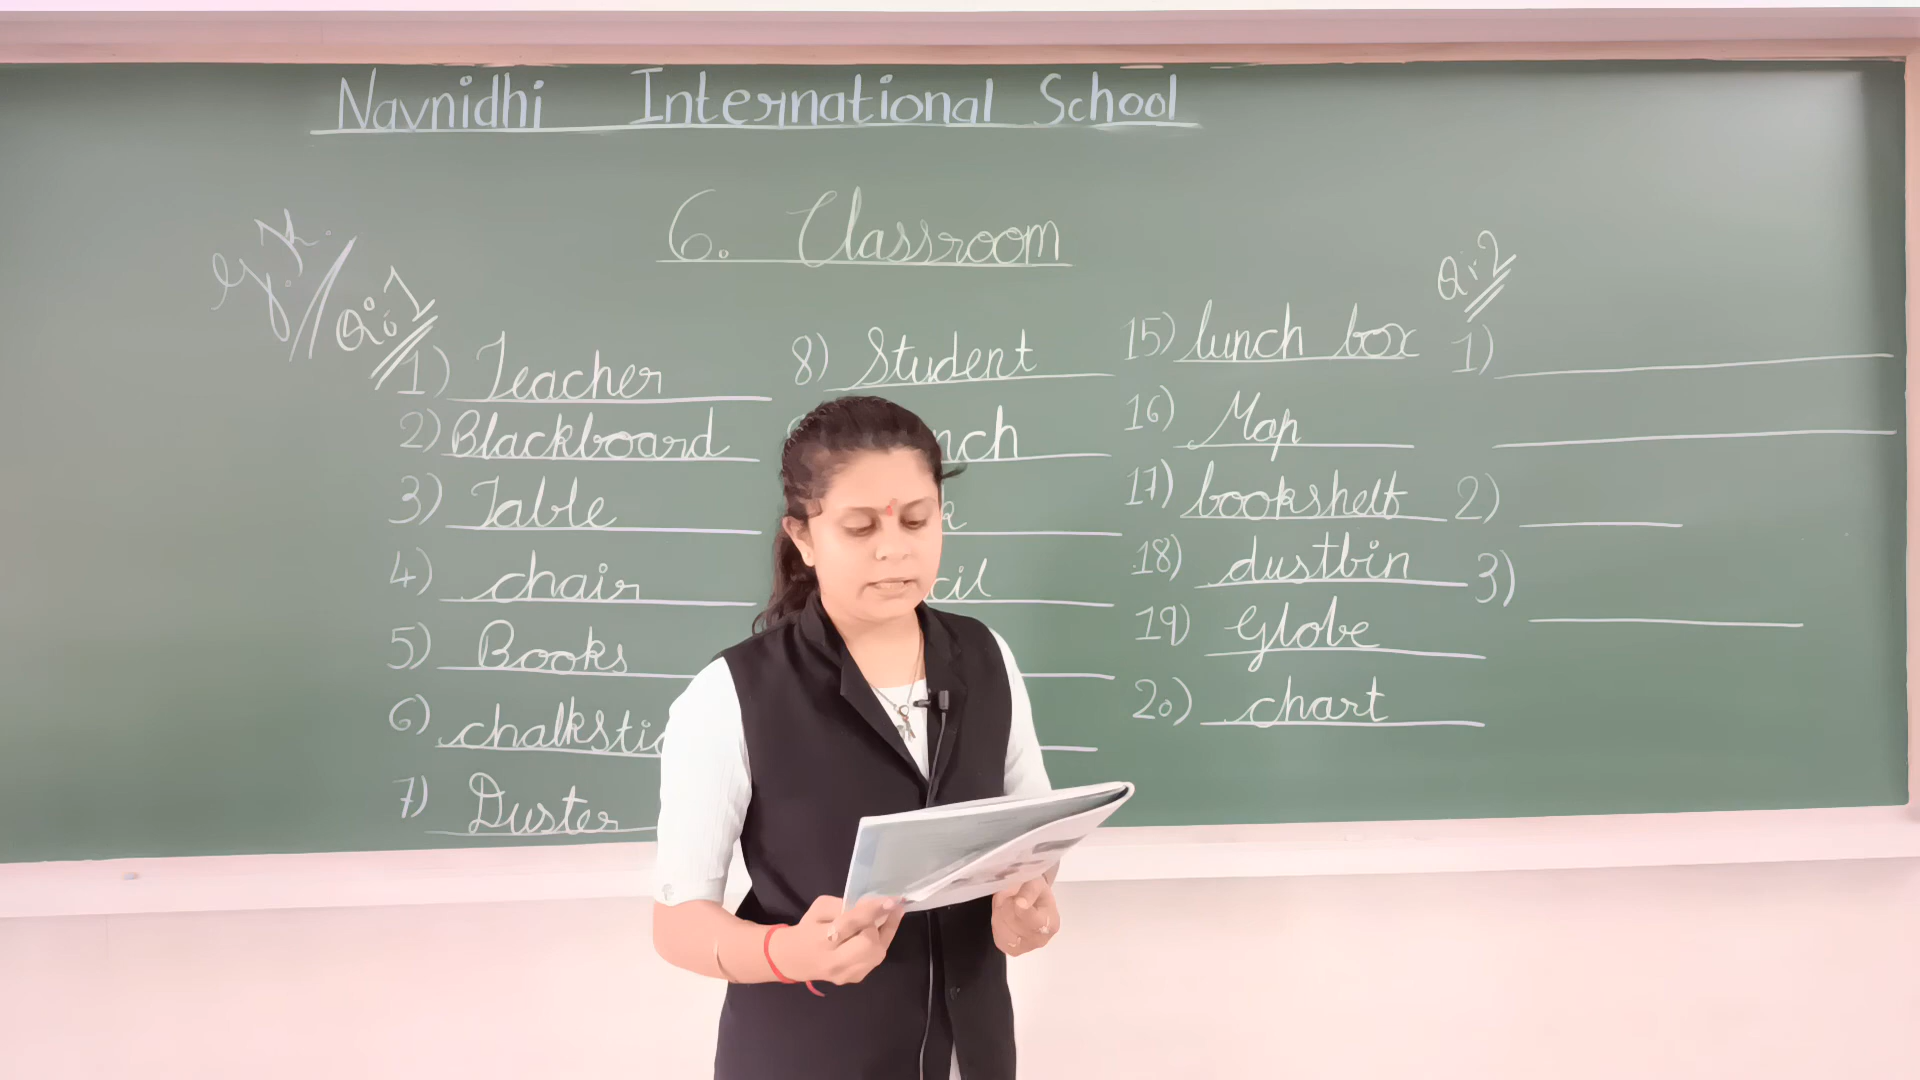 Navnidhi International School
6. Classroom
G.K.
Q:1
1) Teacher
2) Blackboard
3) Table
4) chair
5) Books
6) chalkstic
7) Duster
8) Student
nch
k
cil
15) lunch box
16) Map
17) bookshelf
18) dustbin
19) Globe
20) chart
Q:2
1)
2)
3)